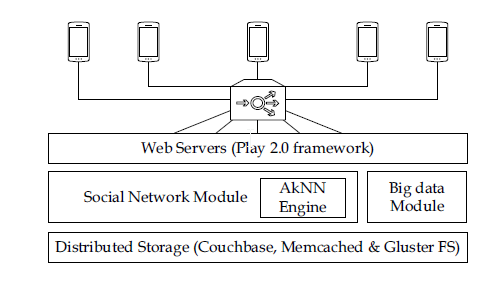 Web Servers (Play 2.0 framework)
Social Network Module
AkNN
Engine
Big data
Module
Distributed Storage (Couchbase, Memcached & Gluster FS)